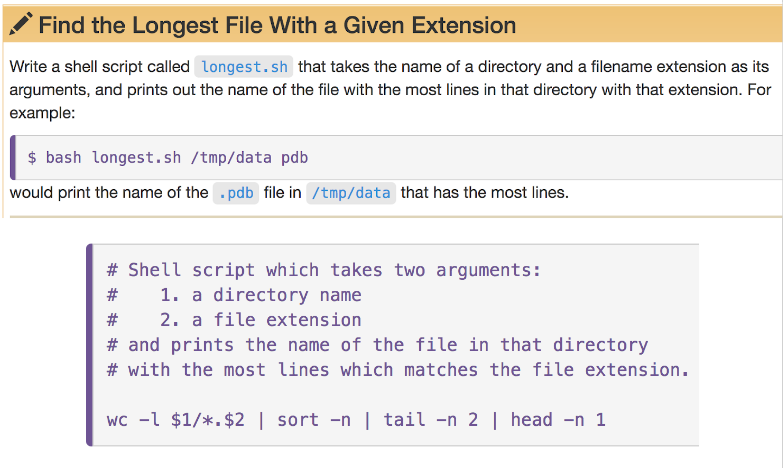 Find the Longest File With a Given Extension
Write a shell script called longest.sh that takes the name of a directory and a filename extension as its
arguments, and prints out the name of the file with the most lines in that directory with that extension. For
example:
$ bash longest.sh /tmp/data pdb
would print the name of the .pdb file in /tmp/data that has the most lines.
# Shell script which takes two arguments:
#    1. a directory name
#    2. a file extension
# and prints the name of the file in that directory
# with the most lines which matches the file extension.
wc -l $1/*.$2 | sort -n | tail -n 2 | head -n 1